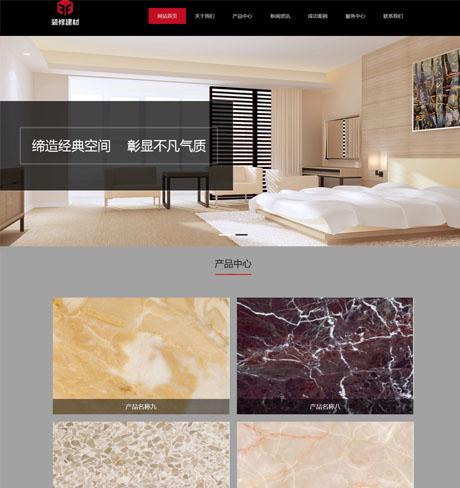 装修建材
网站首页 关于我们 产品中心 新闻资讯 成功案例 服务中心 联系我们
缔造经典空间 彰显不凡气质
产品中心
产品名称九 产品名称八